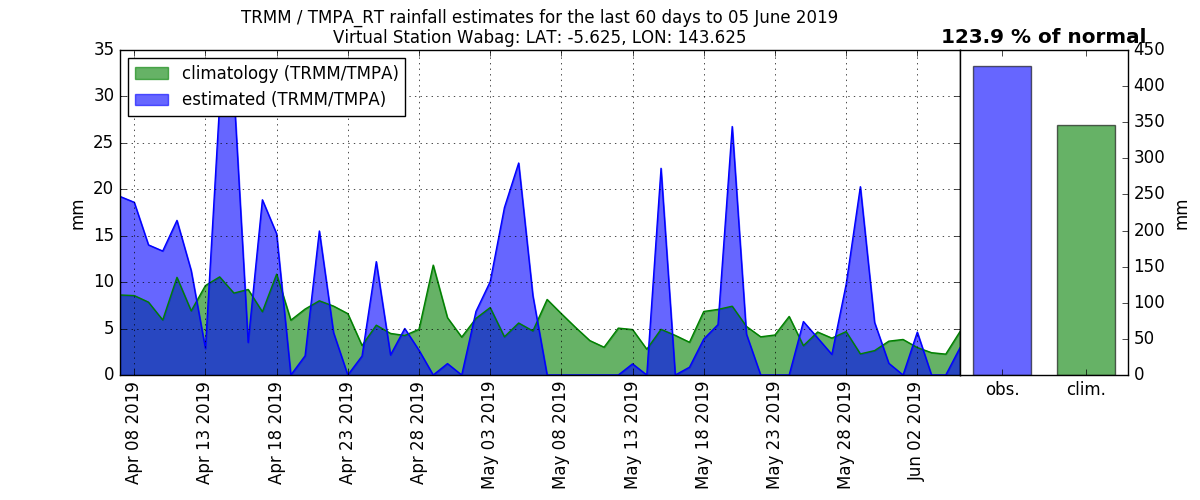 TRMM / TMPA_RT rainfall estimates for the last 60 days to 05 June 2019
Virtual Station Wabag: LAT: -5.625, LON: 143.625
123.9 % of normal
climatology (TRMM/TMPA)
estimated (TRMM/TMPA)
35
30
25
20
15
10
5
0
mm
Apr 08 2019
Apr 13 2019
Apr 18 2019
Apr 23 2019
Apr 28 2019
May 03 2019
May 08 2019
May 13 2019
May 18 2019
May 23 2019
May 28 2019
Jun 02 2019
obs.
clim.
450
400
350
300
250
200
150
100
50
0
mm